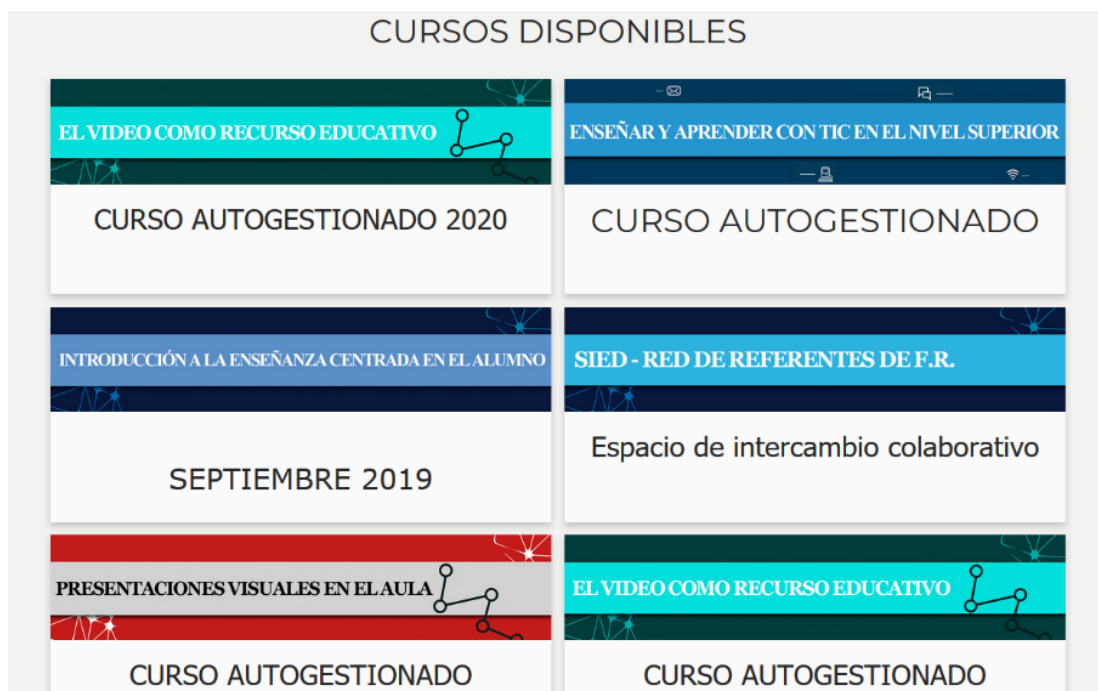 CURSOS DISPONIBLES
EL VIDEO COMO RECURSO EDUCATIVO
CURSO AUTOGESTIONADO 2020
ENSEÑAR Y APRENDER CON TIC EN EL NIVEL SUPERIOR
CURSO AUTOGESTIONADO
INTRODUCCIÓN A LA ENSEÑANZA CENTRADA EN EL ALUMNO
SEPTIEMBRE 2019
SIED - RED DE REFERENTES DE F.R.
Espacio de intercambio colaborativo
PRESENTACIONES VISUALES EN EL AULA
CURSO AUTOGESTIONADO
EL VIDEO COMO RECURSO EDUCATIVO
CURSO AUTOGESTIONADO